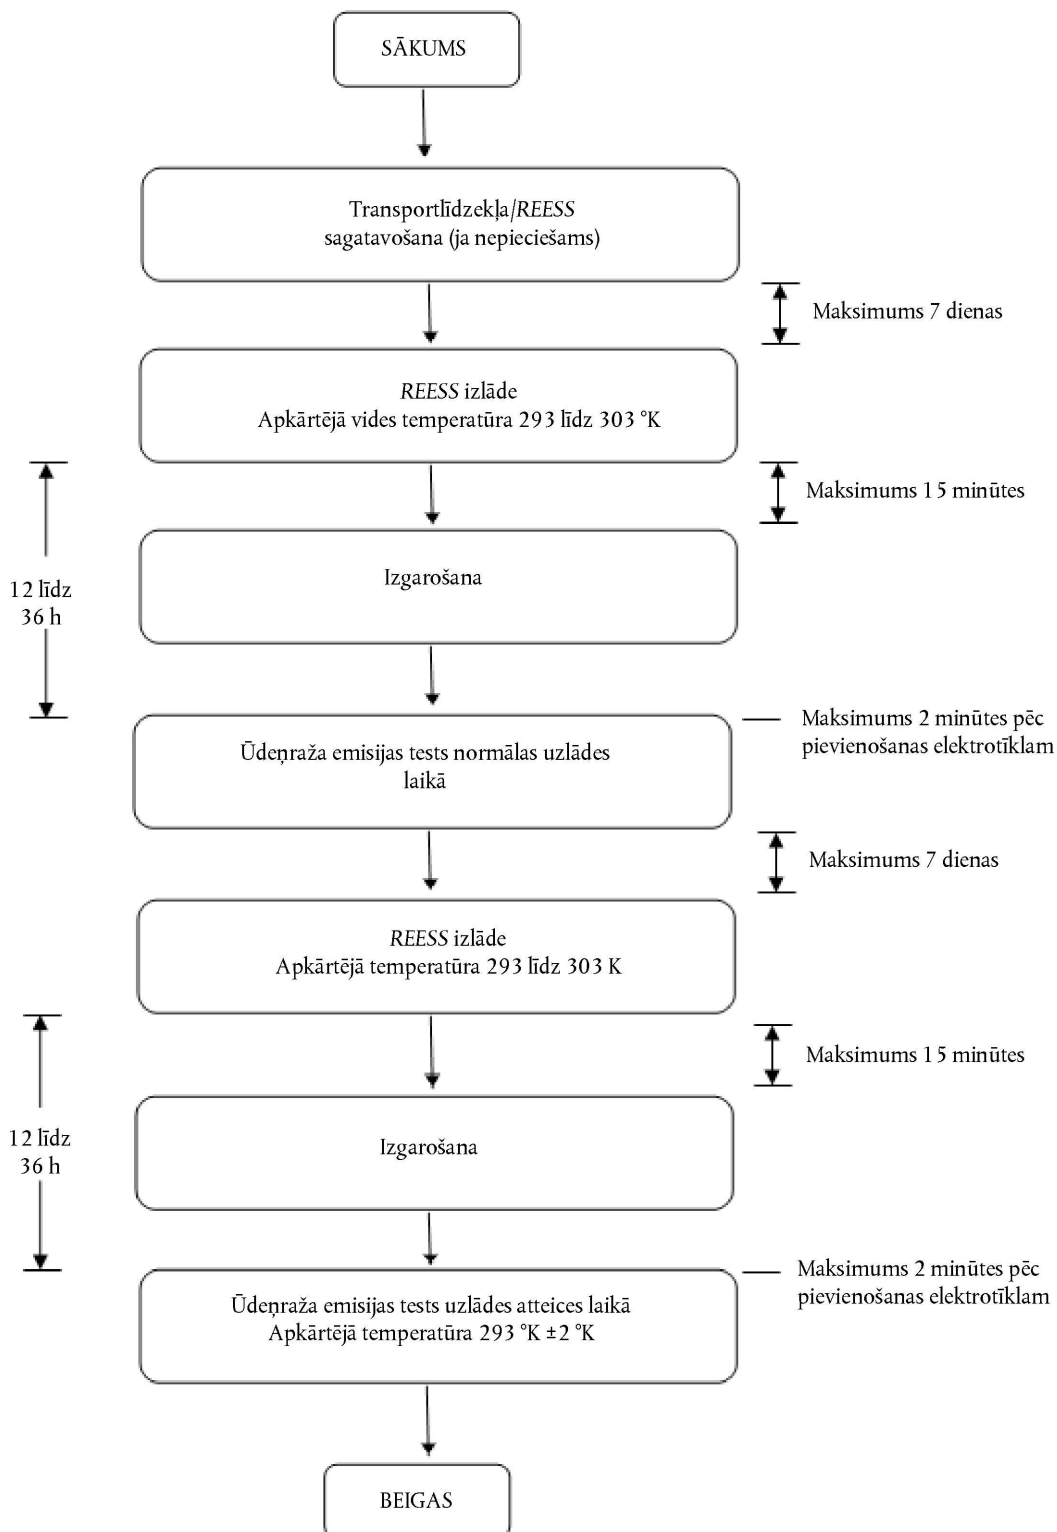 SĀKUMS
Transportlīdzekļa/REESS
sagatavošana (ja nepieciešams)
Maksimums 7 dienas
REESS izlāde
Apkārtējā vides temperatūra 293 līdz 303 °K
Maksimums 15 minūtes
Izgarošana
12 līdz
36 h
Maksimums 2 minūtes pēc
pievienošanas elektrotīklam
Ūdeņraža emisijas tests normālas uzlādes
laikā
Maksimums 7 dienas
REESS izlāde
Apkārtējā temperatūra 293 līdz 303 K
Maksimums 15 minūtes
Izgarošana
12 līdz
36 h
Maksimums 2 minūtes pēc
pievienošanas elektrotīklam
Ūdeņraža emisijas tests uzlādes atteices laikā
Apkārtējā temperatūra 293 °K ±2 °K
BEIGAS